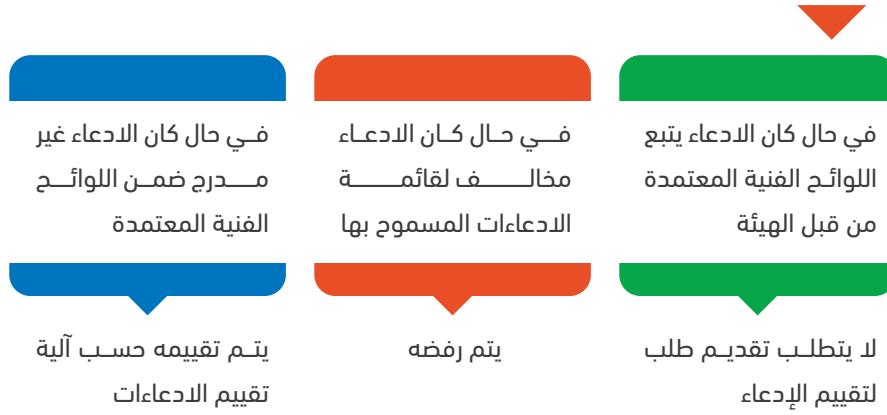 في حال كان الادعاء يتبع
اللوائح الفنية المعتمدة
من قبل الهيئة
لا يتطلب تقديم طلب
لتقييم الإدعاء
في حال كان الادعاء
مخالف لقائمة
الادعاءات المسموح بها
يتم رفضه
في حال كان الادعاء غير
مدرج ضمن اللوائح
الفنية المعتمدة
يتم تقييمه حسب آلية
تقييم الادعاءات